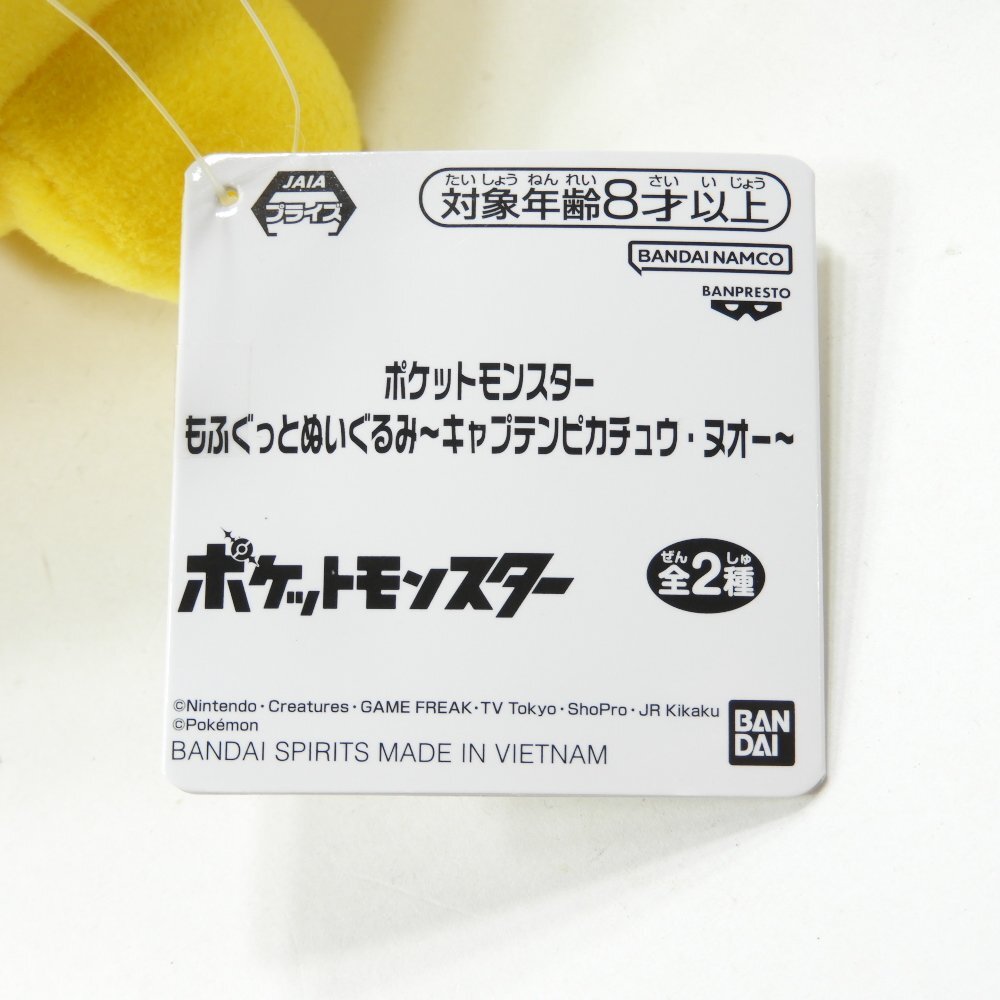 JAIA
プライズ
たいしょう ねん れい さい い じょう
対象年齢8才以上
BANDAI NAMCO
BANPRESTO
ポケットモンスター
もふぐっとぬいぐるみ~キャプテンピカチュウ・ヌオー~
ポケットモンスター
ぜん しゅ
全2種
©Nintendo・Creatures・GAME FREAK・TV Tokyo・ShoPro・JR Kikaku
©Pokémon
BANDAI SPIRITS MADE IN VIETNAM
BAN
DAI